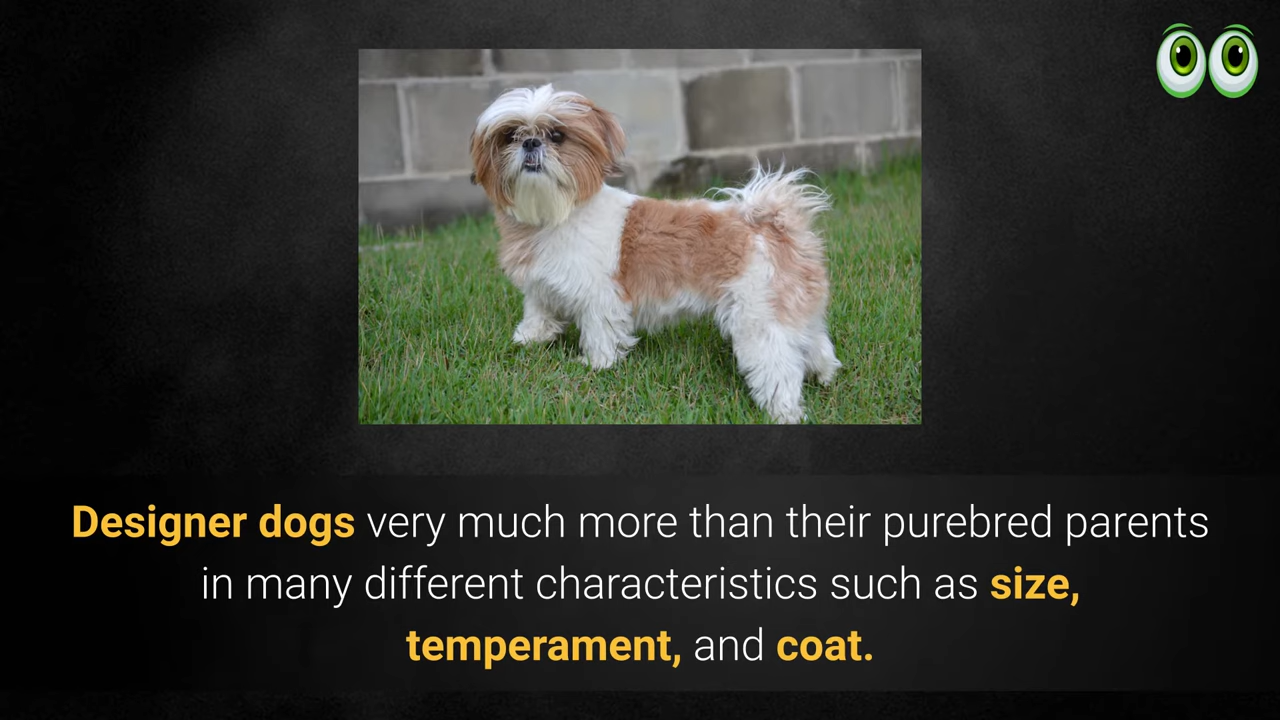 Designer dogs very much more than their purebred parents
in many different characteristics such as size,
temperament, and coat.